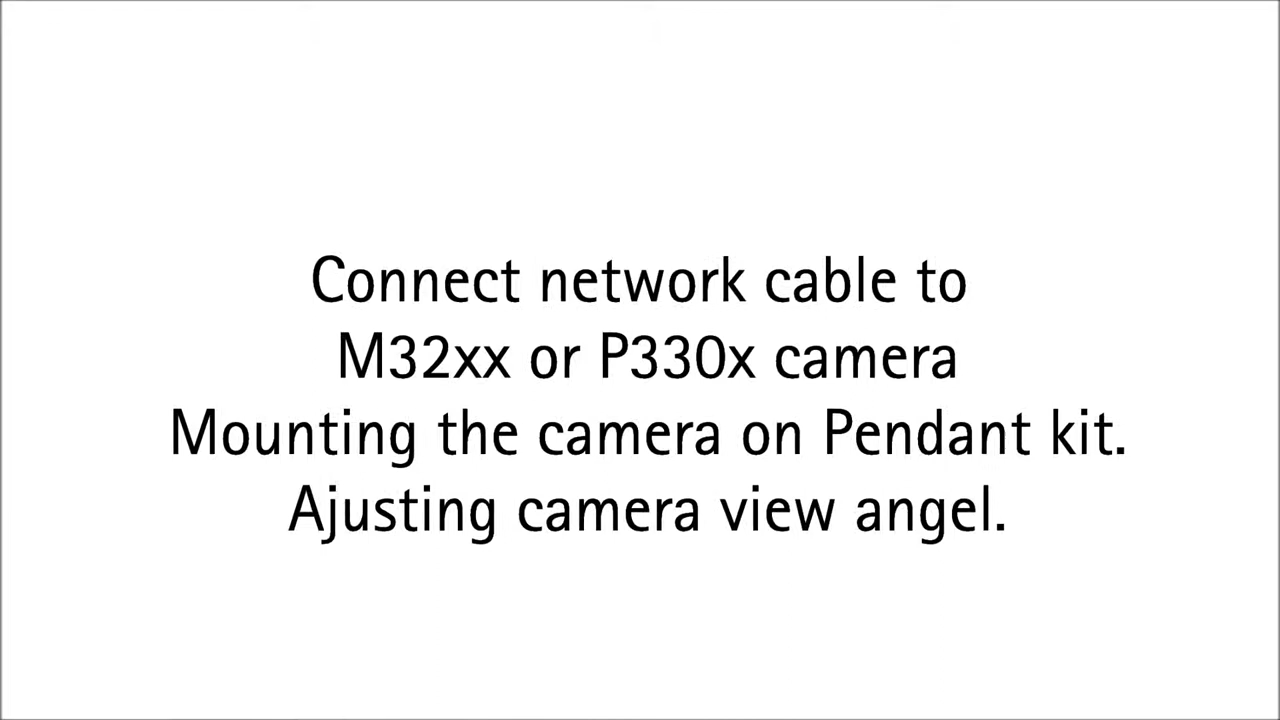 Connect network cable to
M32xx or P330x camera
Mounting the camera on Pendant kit.
Ajusting camera view angel.